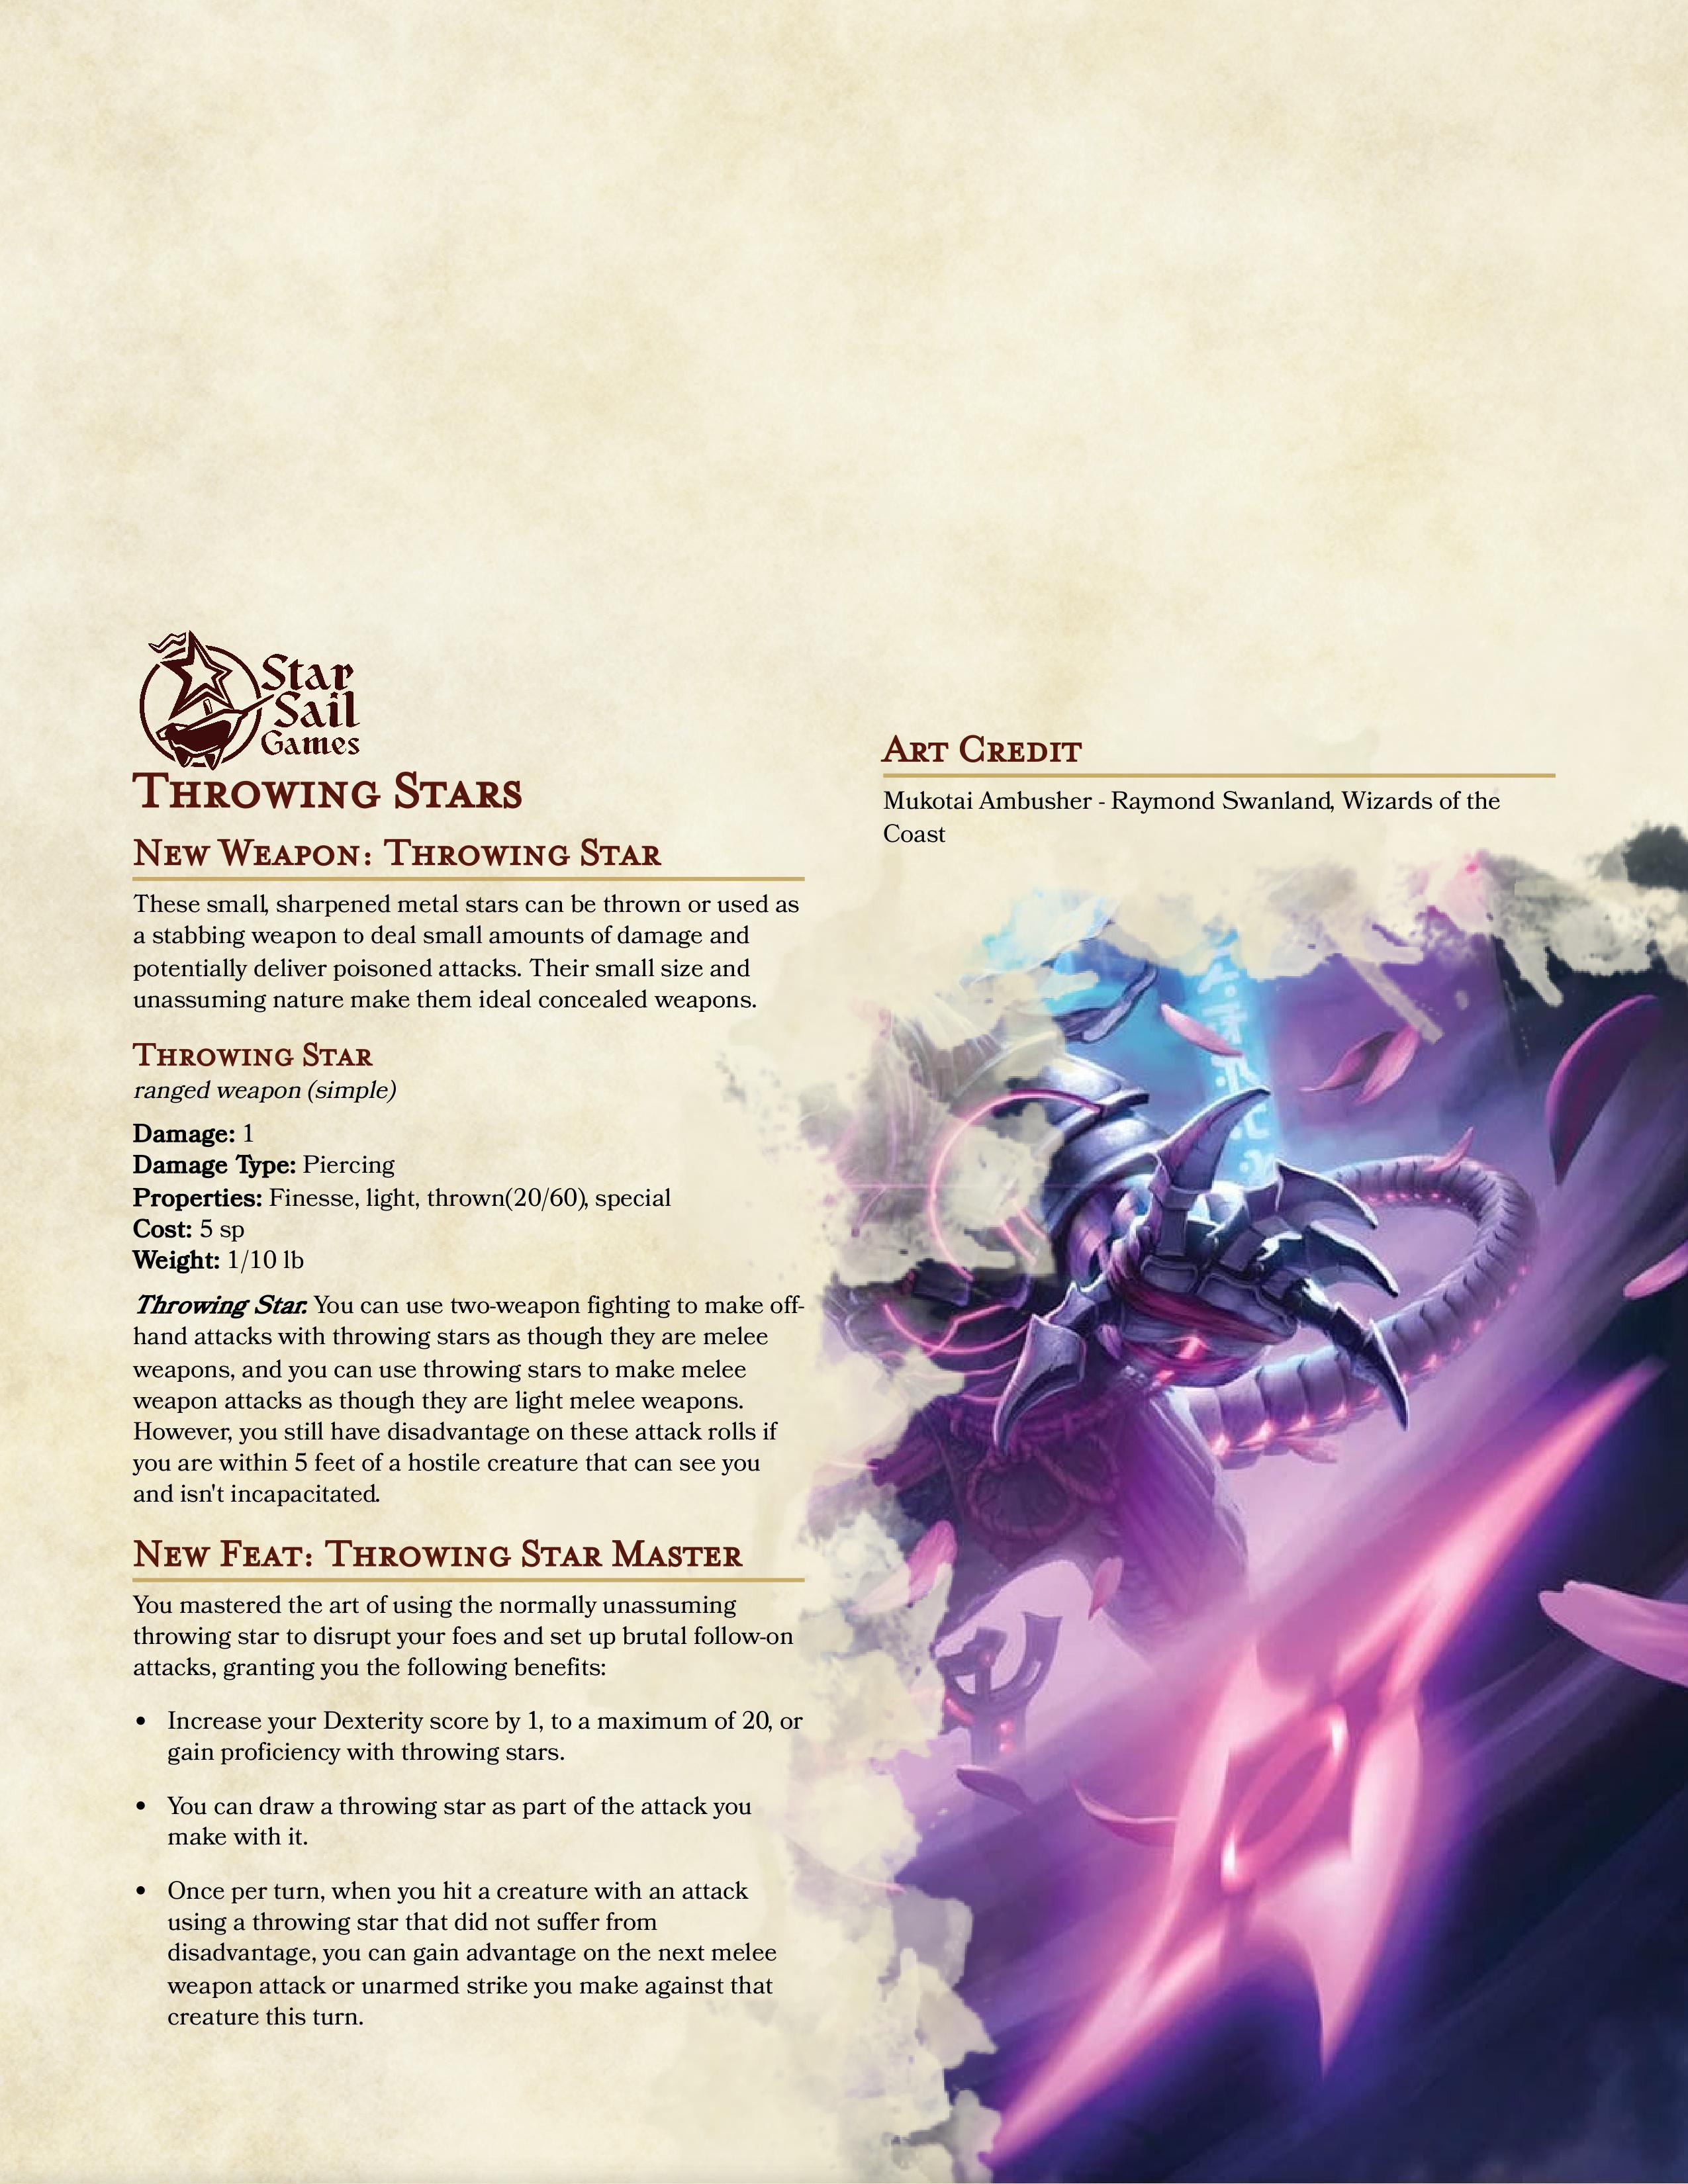 Star
Sail
Games
Throwing Stars
New Weapon: Throwing Star
These small, sharpened metal stars can be thrown or used as
a stabbing weapon to deal small amounts of damage and
potentially deliver poisoned attacks. Their small size and
unassuming nature make them ideal concealed weapons.
Throwing Star
ranged weapon (simple)
Damage: 1
Damage Type: Piercing
Properties: Finesse, light, thrown(20/60), special
Cost: 5 sp
Weight: 1/10 lb
Throwing Star. You can use two-weapon fighting to make off-
hand attacks with throwing stars as though they are melee
weapons, and you can use throwing stars to make melee
weapon attacks as though they are light melee weapons.
However, you still have disadvantage on these attack rolls if
you are within 5 feet of a hostile creature that can see you
and isn't incapacitated.
New Feat: Throwing Star Master
You mastered the art of using the normally unassuming
throwing star to disrupt your foes and set up brutal follow-on
attacks, granting you the following benefits:
• Increase your Dexterity score by 1, to a maximum of 20, or
gain proficiency with throwing stars.
• You can draw a throwing star as part of the attack you
make with it.
• Once per turn, when you hit a creature with an attack
using a throwing star that did not suffer from
disadvantage, you can gain advantage on the next melee
weapon attack or unarmed strike you make against that
creature this turn.
Art Credit
Mukotai Ambusher - Raymond Swanland, Wizards of the
Coast